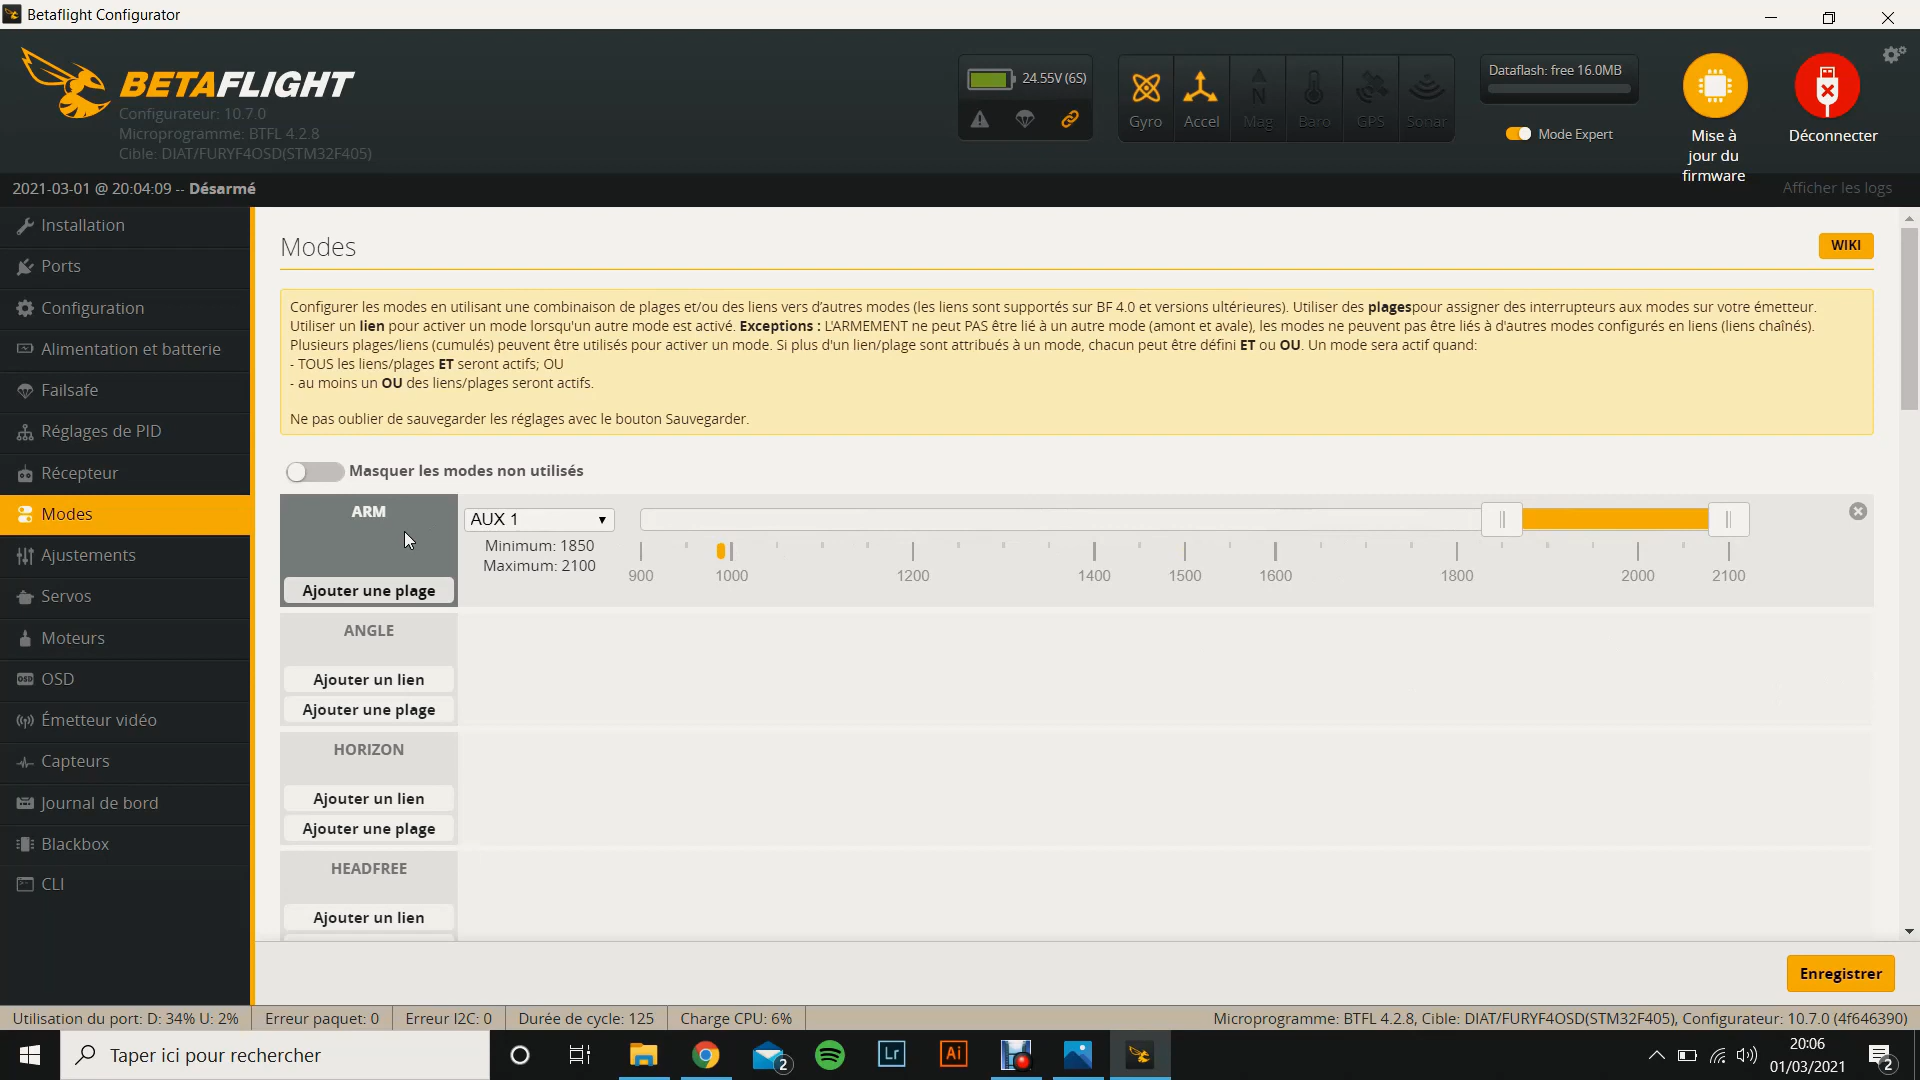 Betaflight Configurator
BETAFLIGHT
Configurateur: 10.7.0
Microprogramme: BTFL 4.2.8
Cible: DIAT/FURYF4OSD(STM32F405)
24.55V (6S)
Gyro
Accel
Mag
Baro
GPS
Sonar
Dataflash: free 16.0MB
Mode Expert
Mise à
jour du
firmware
Déconnecter
2021-03-01 @ 20:04:09 -- Désarmé
Afficher les logs
Installation
Ports
Configuration
Alimentation et batterie
Failsafe
Réglages de PID
Récepteur
Modes
Ajustements
Servos
Moteurs
OSD
OSD
Émetteur vidéo
Capteurs
Journal de bord
Blackbox
CLI
Modes
WIKI
Configurer les modes en utilisant une combinaison de plages et/ou des liens vers d’autres modes (les liens sont supportés sur BF 4.0 et versions ultérieures). Utiliser des plagespour assigner des interrupteurs aux modes sur votre émetteur.
Utiliser un lien pour activer un mode lorsqu'un autre mode est activé. Exceptions : L'ARMEMENT ne peut PAS être lié à un autre mode (amont et avale), les modes ne peuvent pas être liés à d'autres modes configurés en liens (liens chaînés).
Plusieurs plages/liens (cumulés) peuvent être utilisés pour activer un mode. Si plus d'un lien/plage sont attribués à un mode, chacun peut être défini ET ou OU. Un mode sera actif quand:
- TOUS les liens/plages ET seront actifs; OU
- au moins un OU des liens/plages seront actifs.
Ne pas oublier de sauvegarder les réglages avec le bouton Sauvegarder.
Masquer les modes non utilisés
ARM
Ajouter une plage
AUX 1
Minimum: 1850
Maximum: 2100
900 1000 1200 1400 1500 1600 1800 2000 2100
ANGLE
Ajouter un lien
Ajouter une plage
HORIZON
Ajouter un lien
Ajouter une plage
HEADFREE
Ajouter un lien
Enregistrer
Utilisation du port: D: 34% U: 2%
Erreur paquet: 0
Erreur I2C: 0
Durée de cycle: 125
Charge CPU: 6%
Microprogramme: BTFL 4.2.8, Cible: DIAT/FURYF4OSD(STM32F405), Configurateur: 10.7.0 (4f646390)
Taper ici pour rechercher
2
Lr
Ai
20:06
01/03/2021
2